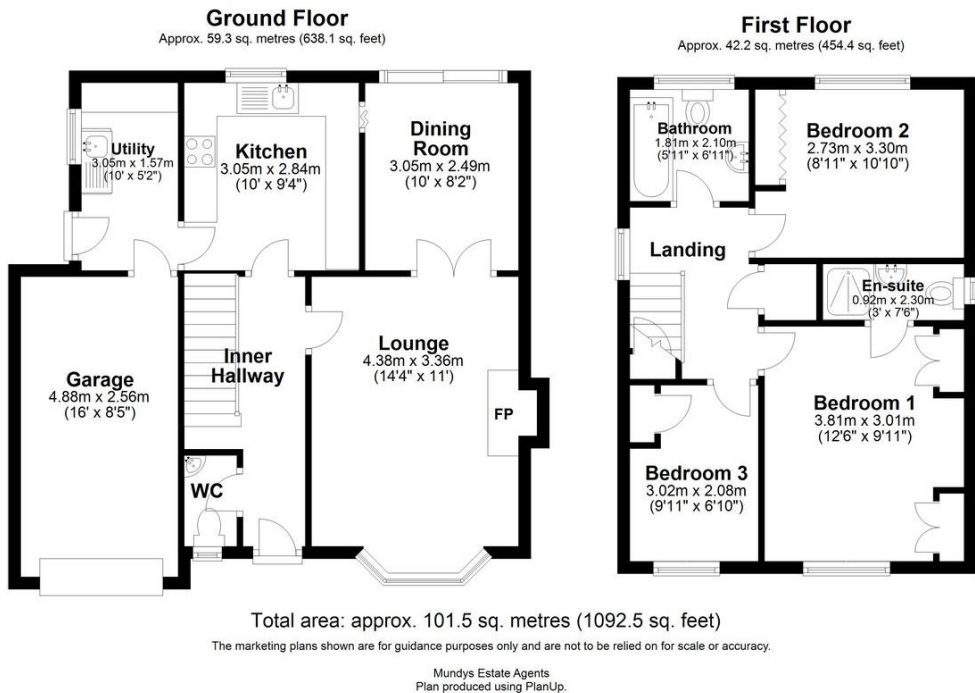 Ground Floor
Approx. 59.3 sq. metres (638.1 sq. feet)
Utility
3.05m x 1.57m
(10' x 5'2")
Kitchen
3.05m x 2.84m
(10' x 9'4")
Dining
Room
3.05m x 2.49m
(10' x 8'2")
Garage
4.88m x 2.56m
(16' x 8'5")
Inner
Hallway
Lounge
4.38m x 3.36m
(14'4" x 11')
FP
WC
First Floor
Approx. 42.2 sq. metres (454.4 sq. feet)
Bathroom
1.81m x 2.10m
(5'11" x 6'11")
Bedroom 2
2.73m x 3.30m
(8'11" x 10'10")
Landing
En-suite
0.92m x 2.30m
(3' x 7'6")
Bedroom 1
3.81m x 3.01m
(12'6" x 9'11")
Bedroom 3
3.02m x 2.08m
(9'11" x 6'10")
Total area: approx. 101.5 sq. metres (1092.5 sq. feet)
The marketing plans shown are for guidance purposes only and are not to be relied on for scale or accuracy.
Mundys Estate Agents
Plan produced using PlanUp.